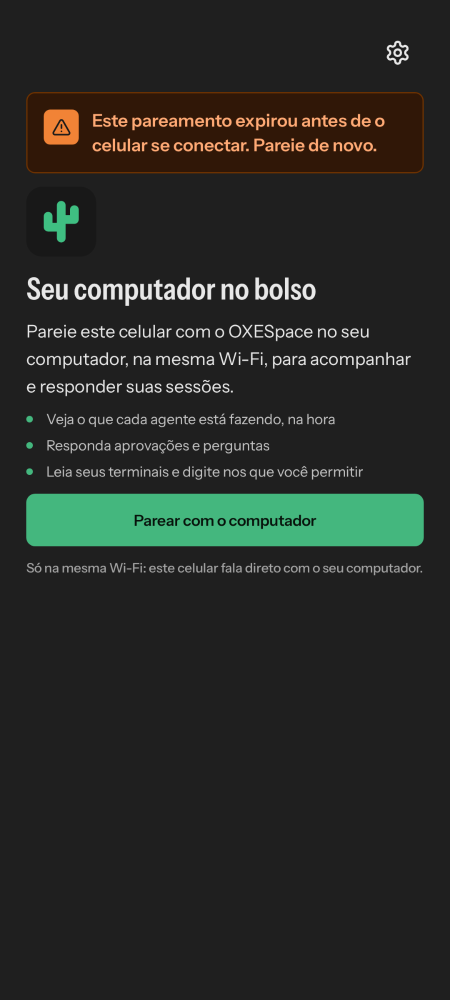 Este pareamento expirou antes de o
celular se conectar. Pareie de novo.
Seu computador no bolso
Pareie este celular com o OXESpace no seu
computador, na mesma Wi-Fi, para acompanhar
e responder suas sessões.
Veja o que cada agente está fazendo, na hora
Responda aprovações e perguntas
Leia seus terminais e digite nos que você permitir
Parear com o computador
Só na mesma Wi-Fi: este celular fala direto com o seu computador.